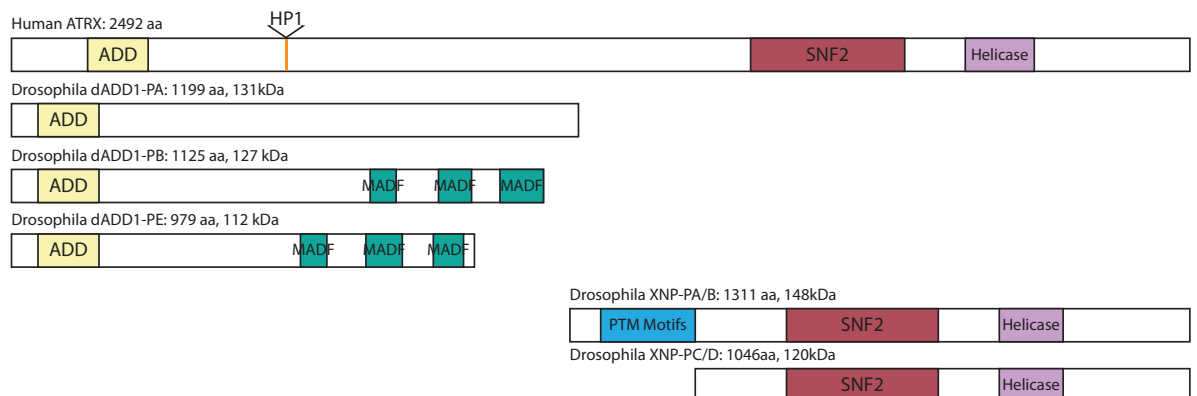 Human ATRX: 2492 aa
HP1
ADD
SNF2
Helicase
Drosophila dADD1-PA: 1199 aa, 131kDa
ADD
Drosophila dADD1-PB: 1125 aa, 127 kDa
ADD
MADF
MADF
MADF
Drosophila dADD1-PE: 979 aa, 112 kDa
ADD
MADF
MADF
MADF
Drosophila XNP-PA/B: 1311 aa, 148kDa
PTM Motifs
SNF2
Helicase
Drosophila XNP-PC/D: 1046aa, 120kDa
SNF2
Helicase